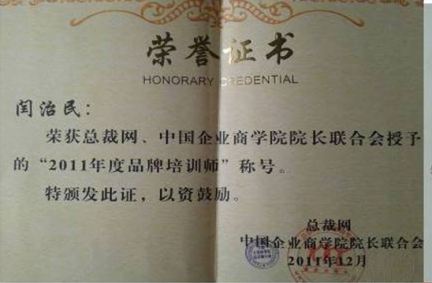 荣誉证书
HONORARY CREDENTIAL
闫治民：
荣获总裁网、中国企业商学院院长联合会授予
的“2011年度品牌培训师”称号。
特颁发此证，以资鼓励。
总裁网
中国企业商学院院长联合会
2011年12月